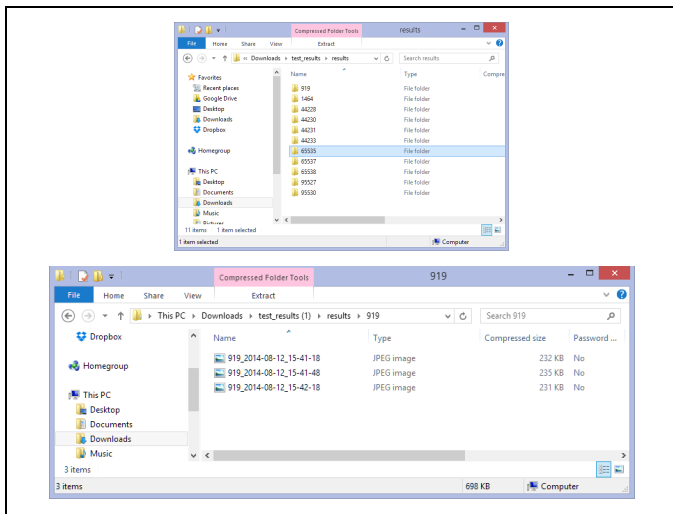 Compressed Folder Tools results
File Home Share View Extract
« Downloads ▸ test_results ▸ results Search results
Name Type Compre
Favorites
Recent places
Google Drive
Desktop
Downloads
Dropbox
Homegroup
This PC
Desktop
Documents
Downloads
Music
Pictures
919 File folder
1464 File folder
44228 File folder
44230 File folder
44231 File folder
44233 File folder
65535 File folder
65537 File folder
65538 File folder
95527 File folder
95530 File folder
11 items 1 item selected
1 item selected Computer
Compressed Folder Tools 919
File Home Share View Extract
▸ This PC ▸ Downloads ▸ test_results (1) ▸ results ▸ 919 Search 919
Name Type Compressed size Password ...
Dropbox
Homegroup
This PC
Desktop
Documents
Downloads
Music
919_2014-08-12_15-41-18 JPEG image 232 KB No
919_2014-08-12_15-41-48 JPEG image 235 KB No
919_2014-08-12_15-42-18 JPEG image 231 KB No
3 items
3 items 698 KB Computer